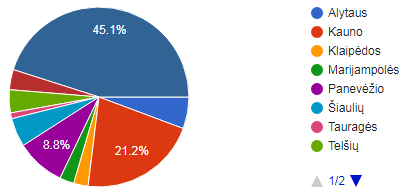 45.1%
21.2%
8.8%
Alytaus
Kauno
Klaipėdos
Marijampolės
Panevėžio
Šiaulių
Tauragės
Telšių
1/2